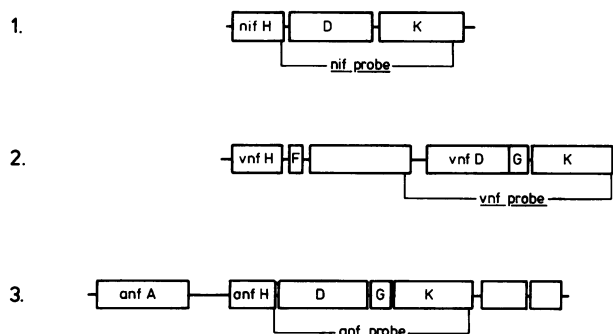 1. nif H D K
nif probe
2. vnf H F vnf D G K
vnf probe
3. anf A anf H D G K
anf probe